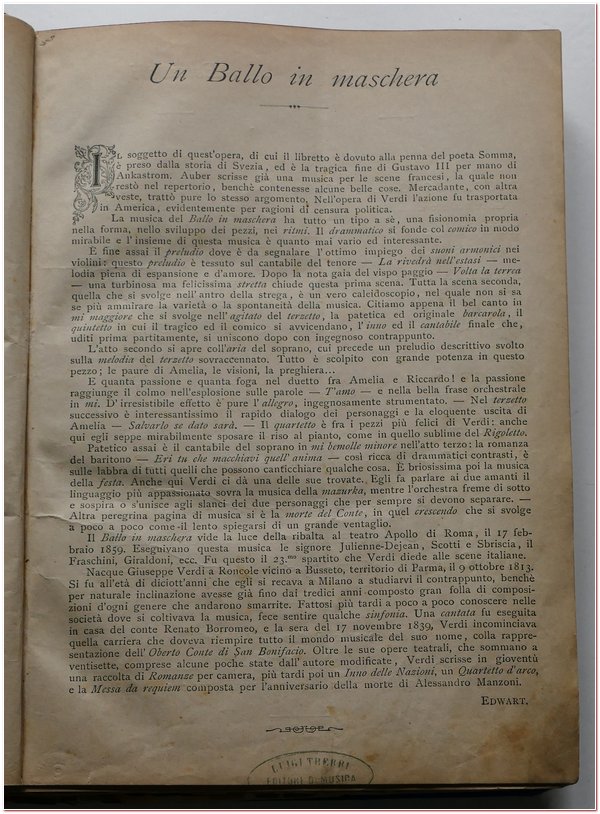 Un Ballo in maschera
IL soggetto di quest'opera, di cui il libretto è dovuto alla penna del poeta Somma,
è preso dalla storia di Svezia, ed è la tragica fine di Gustavo III per mano di
Ankastrom. Auber scrisse già una musica per le scene francesi, la quale non
restò nel repertorio, benchè contenesse alcune belle cose. Mercadante, con altra
veste, trattò pure lo stesso argomento. Nell'opera di Verdi l'azione fu trasportata
in America, evidentemente per ragioni di censura politica.
La musica del Ballo in maschera ha tutto un tipo a sè, una fisionomia propria
nella forma, nello sviluppo dei pezzi, nei ritmi. Il drammatico si fonde col comico in modo
mirabile e l'insieme di questa musica è quanto mai vario ed interessante.
È fine assai il preludio dove è da segnalare l'ottimo impiego dei suoni armonici nei
violini: questo preludio è tessuto sul cantabile del tenore — La rivedrà nell'estasi — me-
lodia piena di espansione e d'amore. Dopo la nota gaia del vispo paggio — Volta la terrea
— una turbinosa ma felicissima stretta chiude questa prima scena. Tutta la scena seconda,
quella che si svolge nell'antro della strega, è un vero caleidoscopio, nel quale non si sa
se più ammirare la varietà o la spontaneità della musica. Citiamo appena il bel canto in
mi maggiore che si svolge nell'agitato del terzetto, la patetica ed originale barcarola, il
quintetto in cui il tragico ed il comico si avvicendano, l'inno ed il cantabile finale che,
uditi prima partitamente, si uniscono dopo con ingegnoso contrappunto.
L'atto secondo si apre coll'aria del soprano, cui precede un preludio descrittivo svolto
sulla melodia del terzetto sovraccennato. Tutto è scolpito con grande potenza in questo
pezzo; le paure di Amelia, le visioni, la preghiera...
E quanta passione e quanta foga nel duetto fra Amelia e Riccardo! e la passione
raggiunge il colmo nell'esplosione sulle parole — T'amo — e nella bella frase orchestrale
in mi. D'irresistibile effetto è pure l'allegro, ingegnosamente strumentato. — Nel terzetto
successivo è interessantissimo il rapido dialogo dei personaggi e la eloquente uscita di
Amelia — Salvarlo se dato sarà. — Il quartetto è fra i pezzi più felici di Verdi: anche
qui egli seppe mirabilmente sposare il riso al pianto, come in quello sublime del Rigoletto.
Patetico assai è il cantabile del soprano in mi bemolle minore nell'atto terzo: la romanza
del baritono — Eri tu che macchiavi quell'anima — così ricca di drammatici contrasti, è
sulle labbra di tutti quelli che possono canticchiare qualche cosa. È briosissima poi la musica
della festa. Anche qui Verdi ci dà una delle sue trovate. Egli fa parlare ai due amanti il
linguaggio più appassionato sovra la musica della mazurka, mentre l'orchestra freme di sotto
e sospira o s'unisce agli slanci dei due personaggi che per sempre si devono separare. —
Altra peregrina pagina di musica si è la morte del Conte, in quel crescendo che si svolge
a poco a poco come il lento spiegarsi di un grande ventaglio.
Il Ballo in maschera vide la luce della ribalta al teatro Apollo di Roma, il 17 feb-
braio 1859. Eseguivano questa musica le signore Julienne-Dejean, Scotti e Sbriscia, il
Fraschini, Giraldoni, ecc. Fu questo il 23.mo spartito che Verdi diede alle scene italiane.
Nacque Giuseppe Verdi a Roncole vicino a Busseto, territorio di Parma, il 9 ottobre 1813.
Si fu all'età di diciott'anni che egli si recava a Milano a studiarvi il contrappunto, benchè
per naturale inclinazione avesse già fino dai tredici anni composto gran folla di composi-
zioni d'ogni genere che andarono smarrite. Fattosi più tardi a poco a poco conoscere nelle
società dove si coltivava la musica, fece sentire qualche sinfonia. Una cantata fu eseguita
in casa del conte Renato Borromeo, e la sera del 17 novembre 1839, Verdi incominciava
quella carriera che doveva riempire tutto il mondo musicale del suo nome, colla rappre-
sentazione dell'Oberto Conte di San Bonifacio. Oltre le sue opere teatrali, che sommano a
ventisette, comprese alcune poche state dall'autore modificate, Verdi scrisse in gioventù
una raccolta di Romanze per camera, più tardi poi un Inno delle Nazioni, un Quartetto d'arco,
e la Messa da requiem composta per l'anniversario della morte di Alessandro Manzoni.
EDWART.
LUIGI TREBBI
EDITORI DI MUSICA